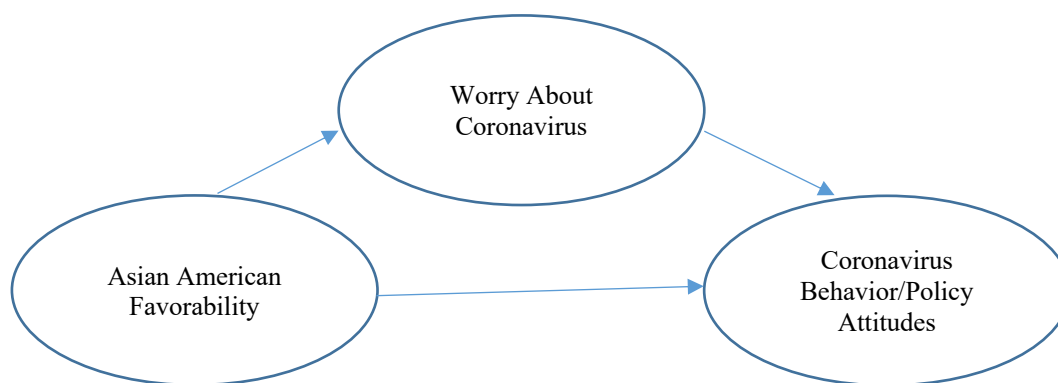 Worry About
Coronavirus
Asian American
Favorability
Coronavirus
Behavior/Policy
Attitudes